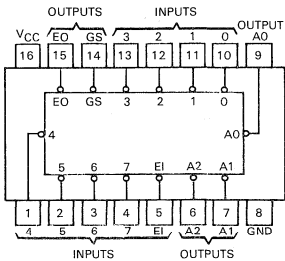 OUTPUTS INPUTS OUTPUT
VCC EO GS 3 2 1 0 A0
16 15 14 13 12 11 10 9
EO GS 3 2 1 0
4 A0
5 6 7 EI A2 A1
1 2 3 4 5 6 7 8
4 5 6 7 EI A2 A1 GND
INPUTS OUTPUTS